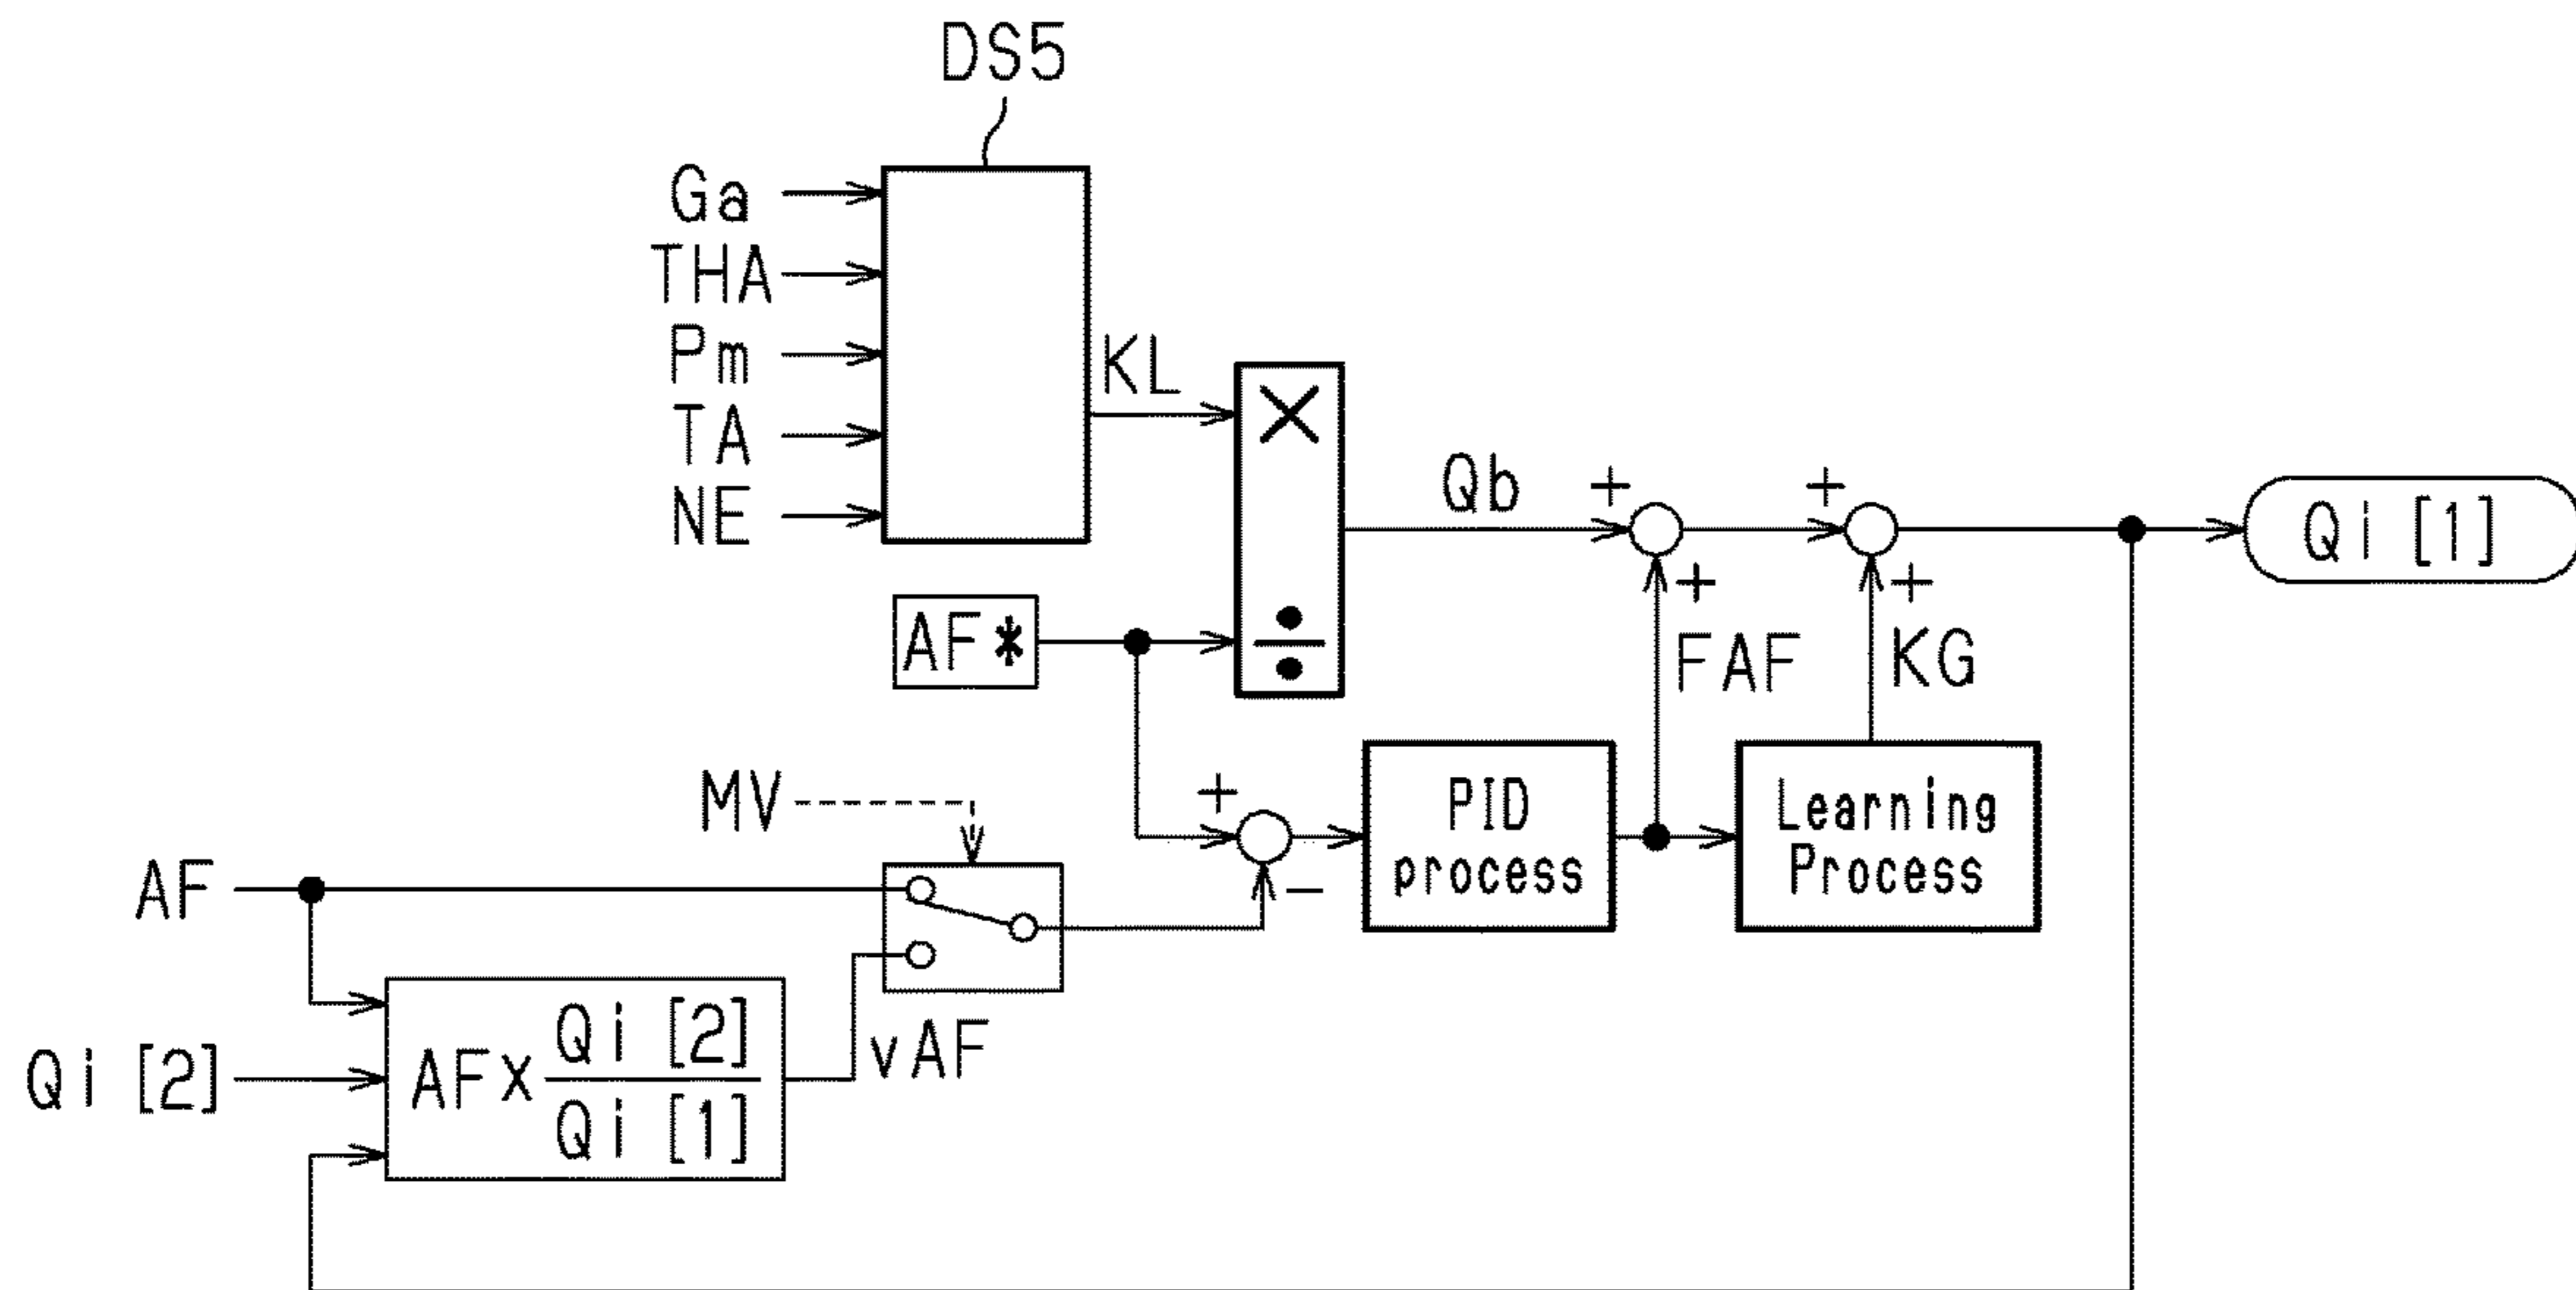 DS5
Ga
THA
Pm
TA
NE
KL
×
÷
Qb
+
+
+
+
FAF
KG
Qi [1]
AF*
MV
+
-
PID
process
Learning
Process
AF
Qi [2]
AF×Qi [2]
Qi [1]
vAF